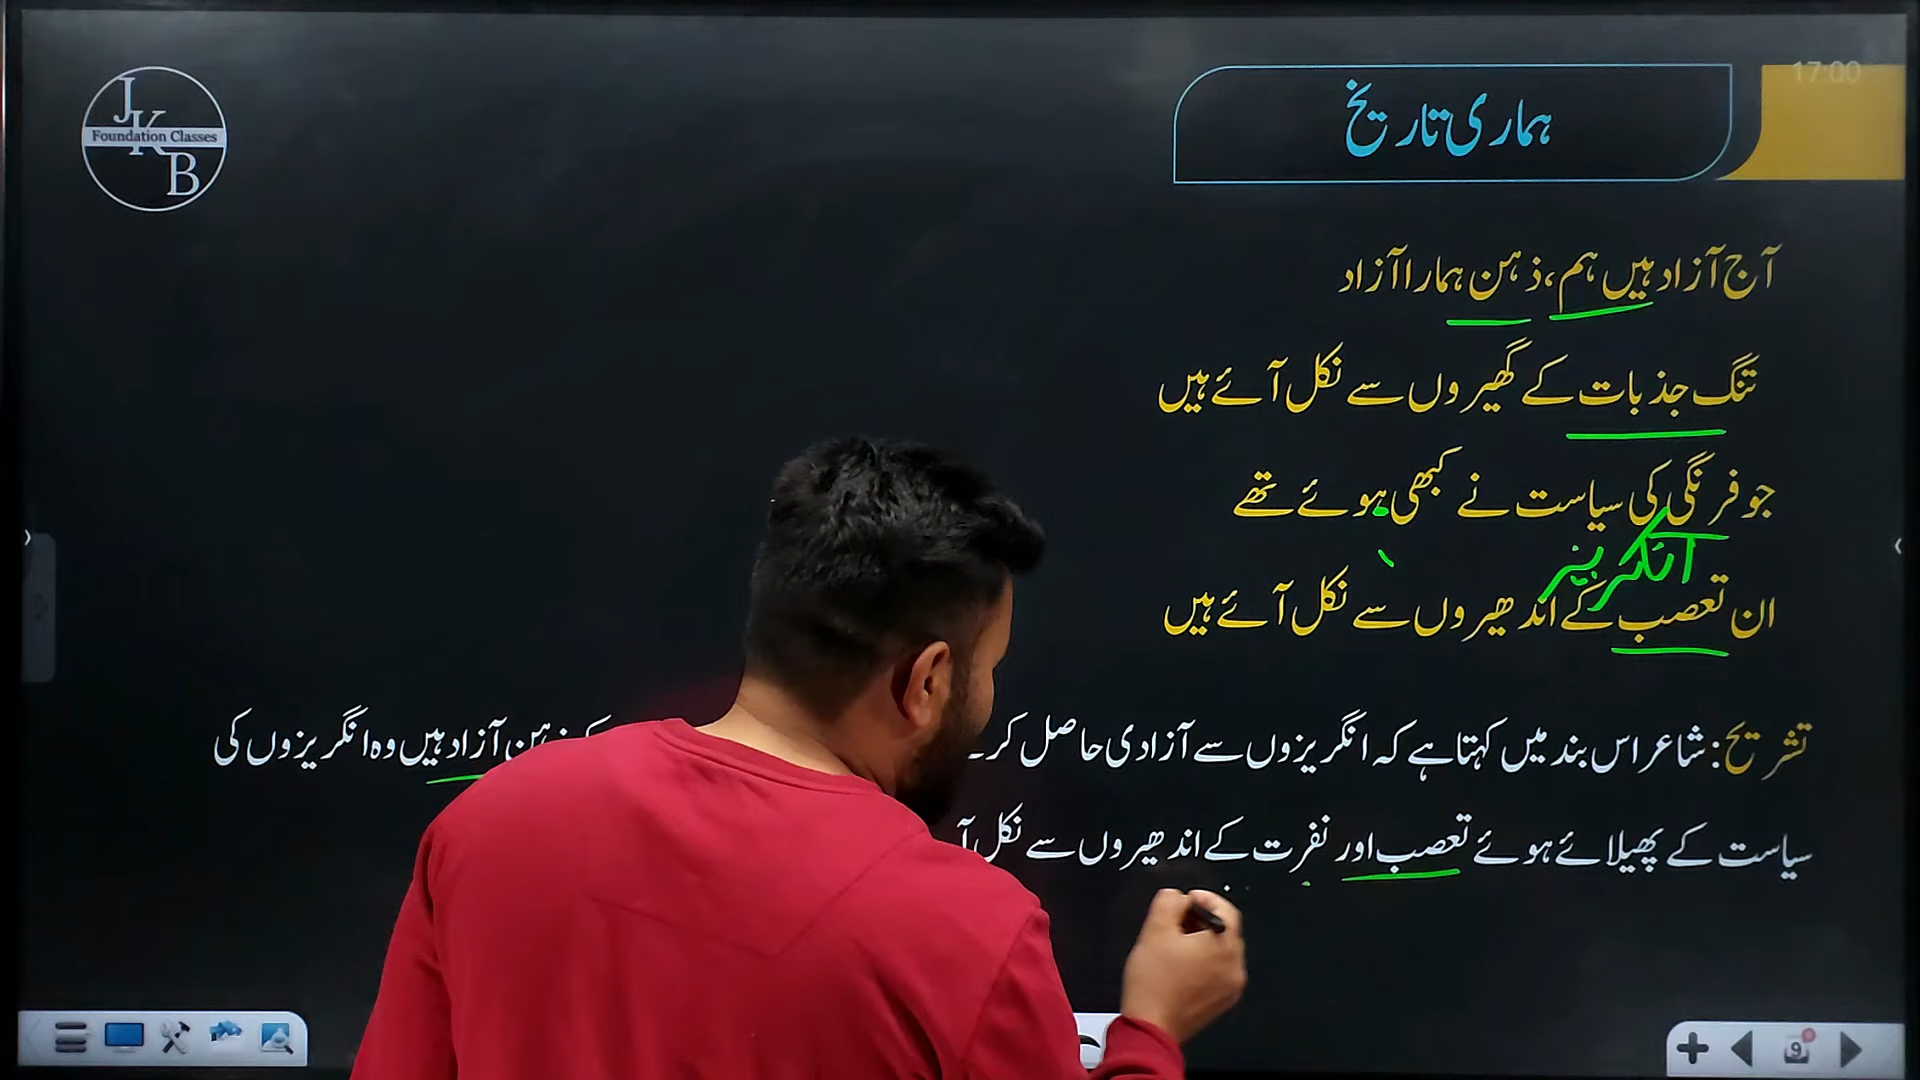 J
K
Foundation Classes
B
17:00
ہماری تاریخ
آج آزاد ہیں ہم، ذہن ہمارا آزاد
تنگ جذبات کے گھیروں سے نکل آئے ہیں
جو فرنگی کی سیاست نے کبھی ہوئے تھے
انگریز
ان تعصب کے اندھیروں سے نکل آئے ہیں
تشریح: شاعر اس بند میں کہتا ہے کہ انگریزوں سے آزادی حاصل کر ذہن آزاد ہیں وہ انگریزوں کی
سیاست کے پھیلائے ہوئے تعصب اور نفرت کے اندھیروں سے نکل
9